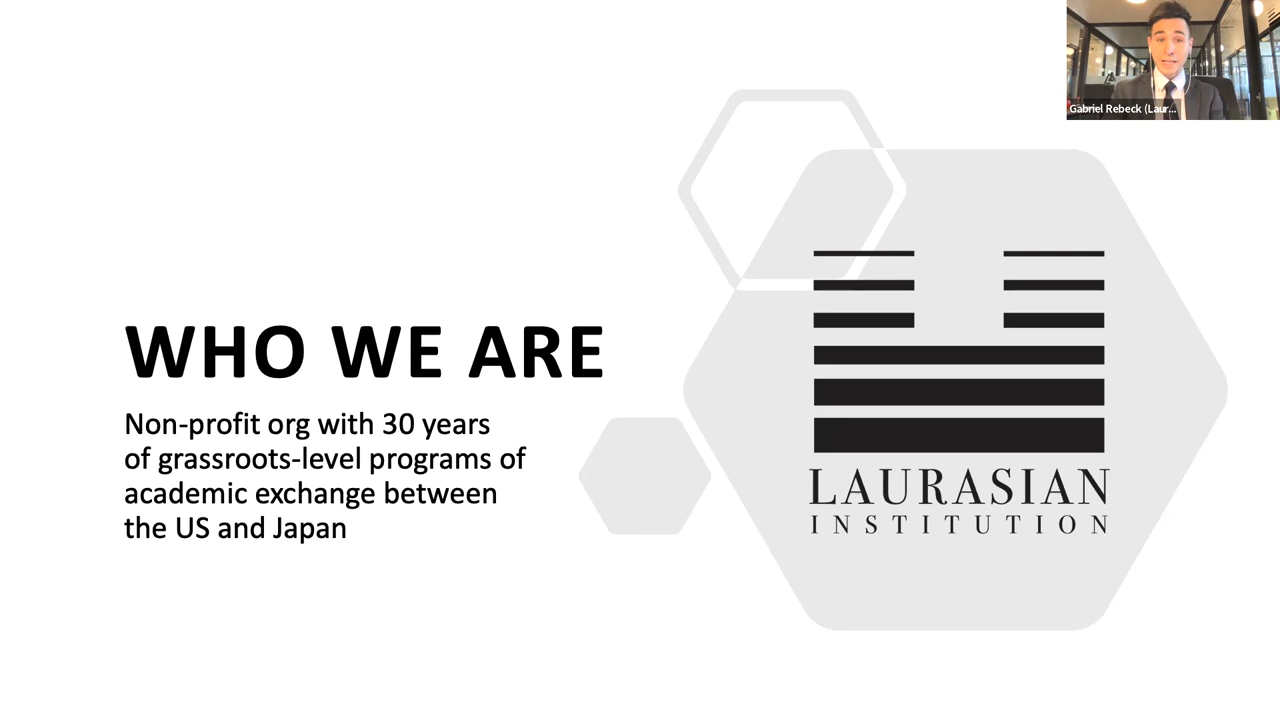 Gabriel Rebeck (Laur...
WHO WE ARE
Non-profit org with 30 years
of grassroots-level programs of
academic exchange between
the US and Japan
LAURASIAN
INSTITUTION